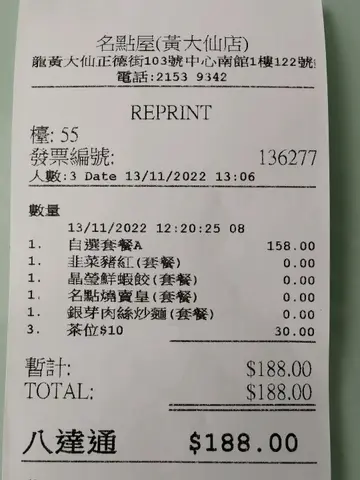 名點屋(黃大仙店)
龍黃大仙正德街103號中心南館1樓122號
電話:2153 9342
REPRINT
檯: 55
發票編號: 136277
人數:3 Date 13/11/2022 13:06
數量
13/11/2022 12:20:25 08
1. 自選套餐A 158.00
1. 韭菜豬紅(套餐) 0.00
1. 晶瑩鮮蝦餃(套餐) 0.00
1. 名點燒賣皇(套餐) 0.00
1. 銀芽肉絲炒麵(套餐) 0.00
3. 茶位$10 30.00
暫計: $188.00
TOTAL: $188.00
八達通 $188.00